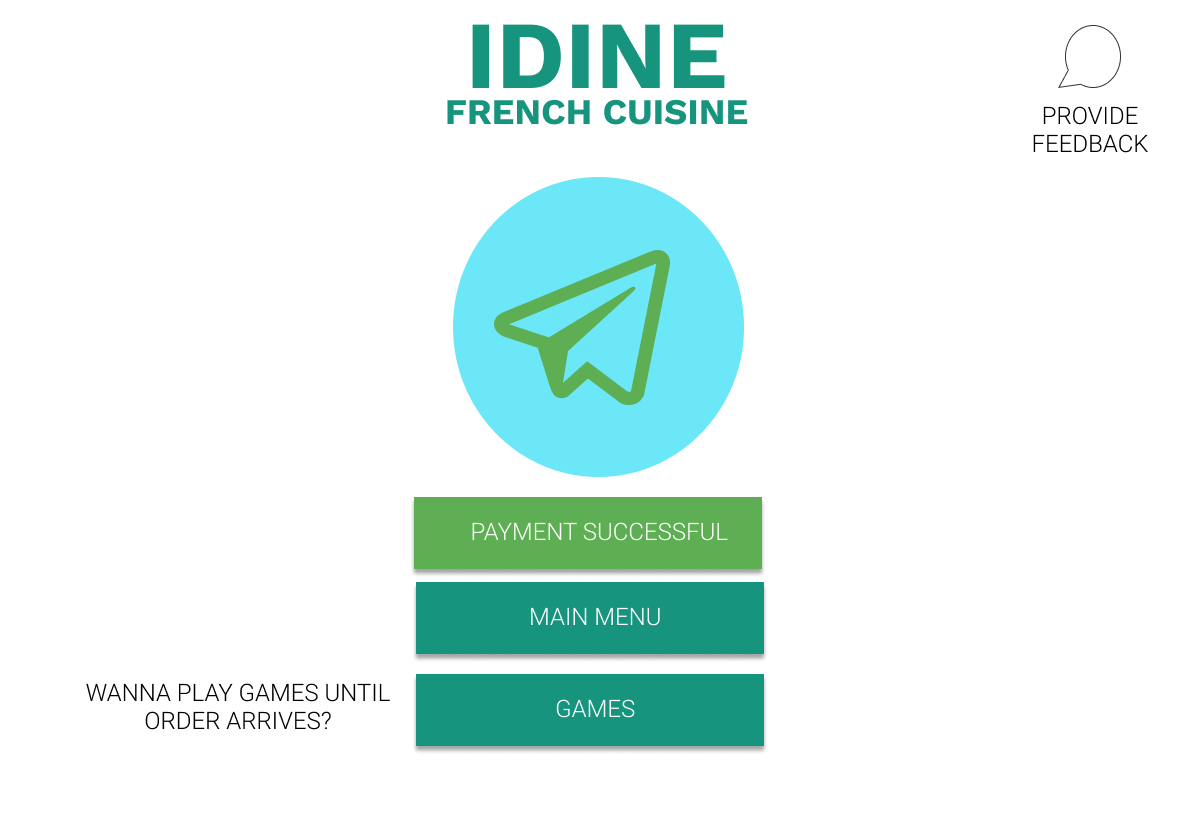 IDINE
FRENCH CUISINE
PROVIDE
FEEDBACK
PAYMENT SUCCESSFUL
MAIN MENU
WANNA PLAY GAMES UNTIL
ORDER ARRIVES?
GAMES